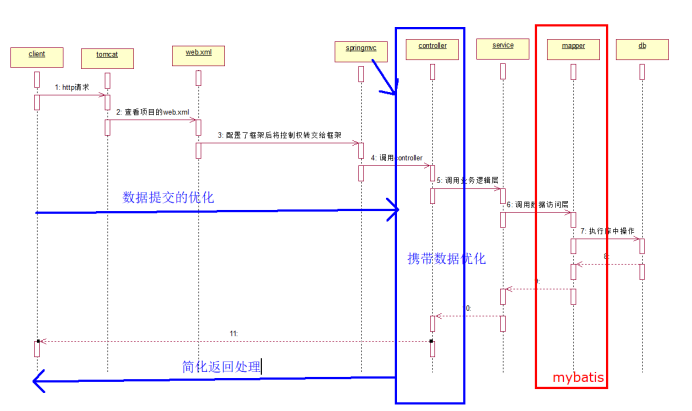 client
tomcat
web.xml
springmvc
controller
service
mapper
db
1: http请求
2: 查看项目的web.xml
3: 配置了框架后将控制权转交给框架
4: 调用controller
5: 调用业务逻辑层
6: 调用数据访问层
数据提交的优化
7: 执行库中操作
携带数据优化
8:
9:
0:
11:
简化返回处理
mybatis